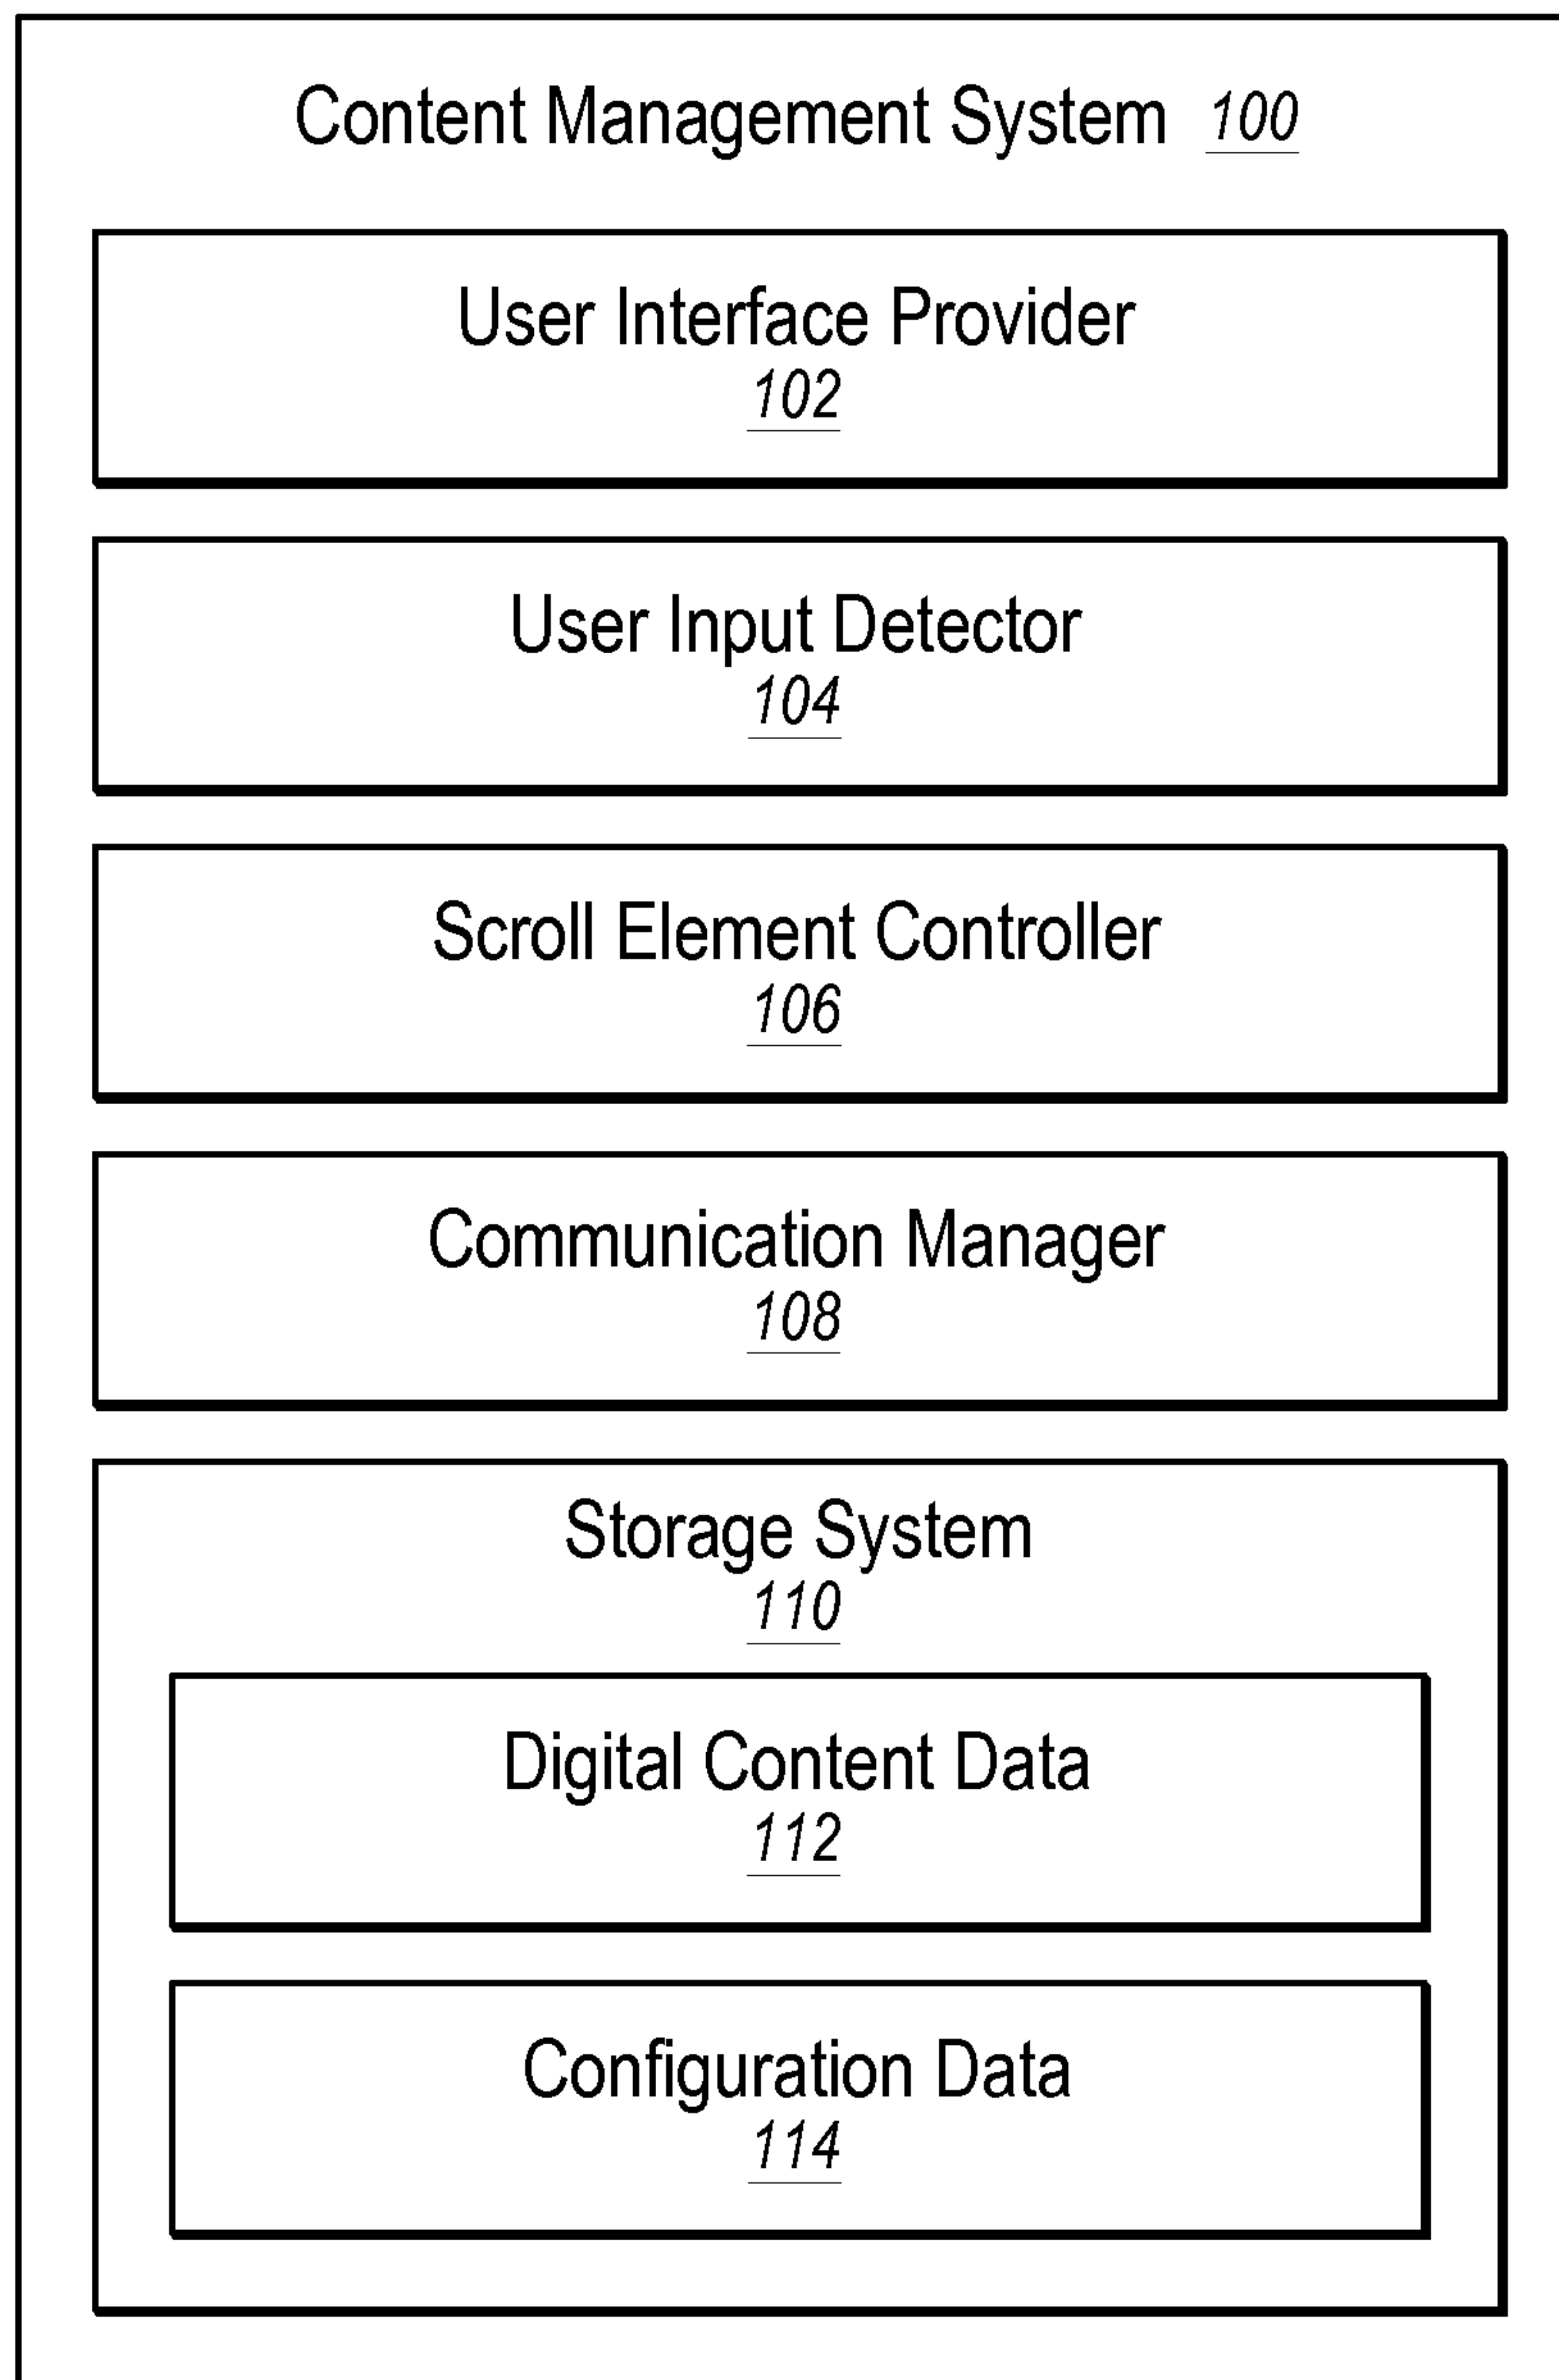 Content Management System 100
User Interface Provider
102
User Input Detector
104
Scroll Element Controller
106
Communication Manager
108
Storage System
110
Digital Content Data
112
Configuration Data
114